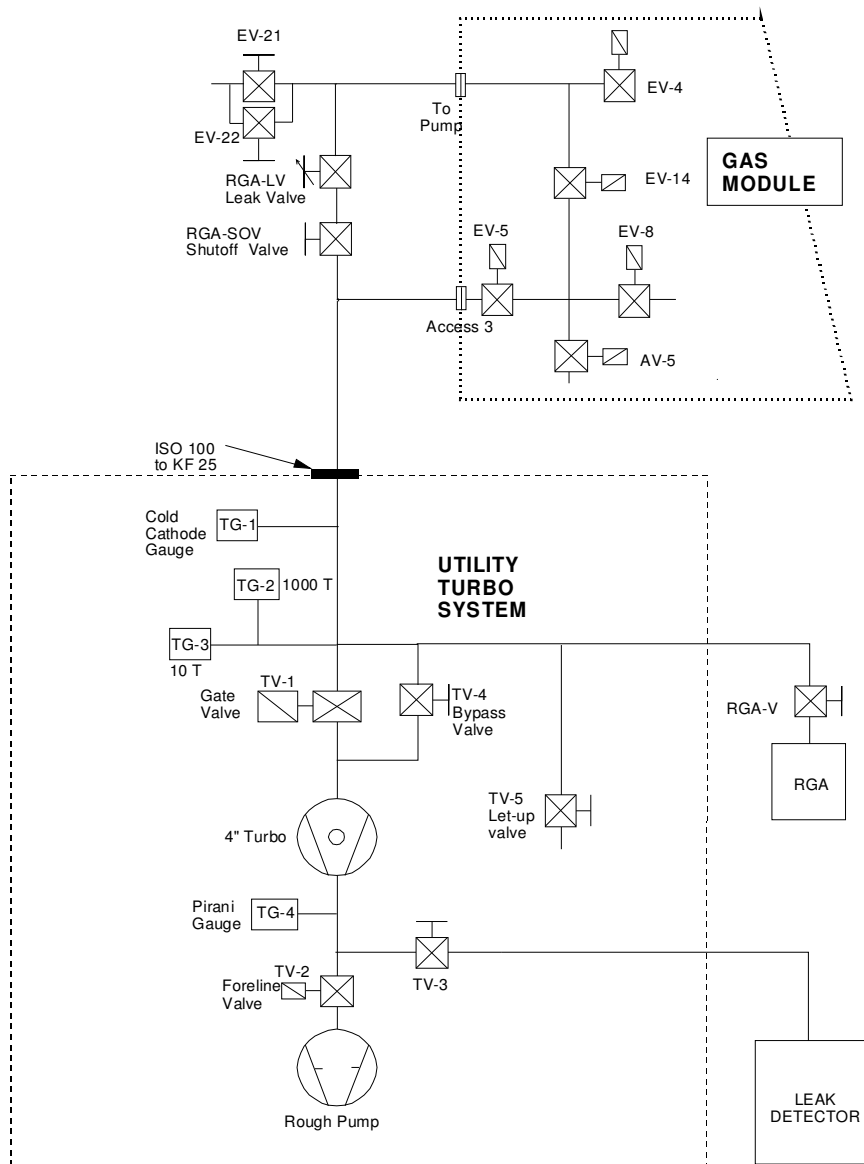 EV-21
EV-22
To
Pump
EV-4
GAS
MODULE
RGA-LV
Leak Valve
EV-14
RGA-SOV
Shutoff Valve
EV-5
EV-8
Access 3
AV-5
ISO 100
to KF 25
Cold
Cathode
Gauge
TG-1
UTILITY
TURBO
SYSTEM
TG-2
1000 T
TG-3
10 T
TV-1
Gate
Valve
TV-4
Bypass
Valve
RGA-V
RGA
TV-5
Let-up
valve
4" Turbo
Pirani
Gauge
TG-4
TV-2
Foreline
Valve
TV-3
Rough Pump
LEAK
DETECTOR